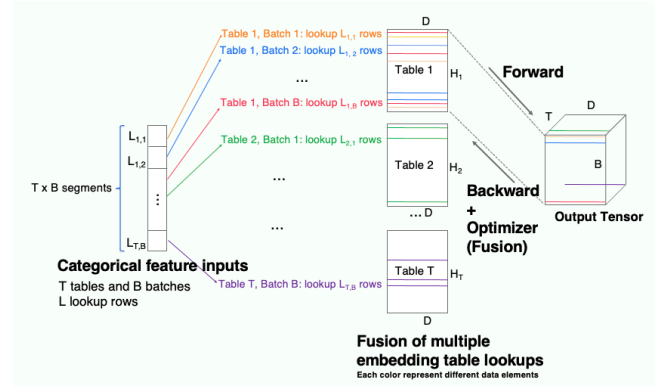 D
Table 1, Batch 1: lookup L1,1 rows
Table 1, Batch 2: lookup L1, 2 rows
...
Table 1, Batch B: lookup L1,B rows
Table 2, Batch 1: lookup L2,1 rows
...
...
Table T, Batch B: lookup LT,B rows
Table 1
H1
Table 2
H2
... D
Table T
HT
D
Forward
Backward
+
Optimizer
(Fusion)
D
T
B
Output Tensor
L1,1
L1,2
T x B segments
...
LT,B
Categorical feature inputs
T tables and B batches
L lookup rows
Fusion of multiple
embedding table lookups
Each color represent different data elements